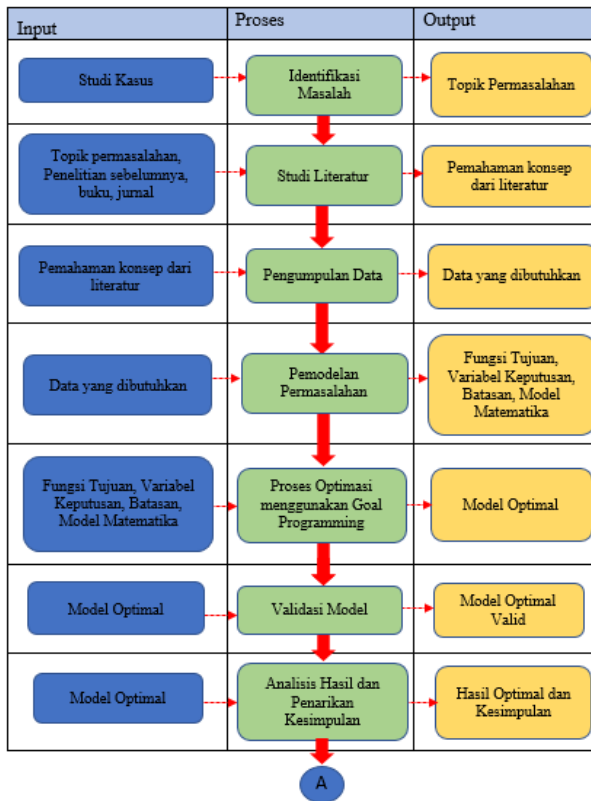 Input
Proses
Output
Studi Kasus
Identifikasi
Masalah
Topik Permasalahan
Topik permasalahan,
Penelitian sebelumnya,
buku, jurnal
Studi Literatur
Pemahaman konsep
dari literatur
Pemahaman konsep dari
literatur
Pengumpulan Data
Data yang dibutuhkan
Data yang dibutuhkan
Pemodelan
Permasalahan
Fungsi Tujuan,
Variabel Keputusan,
Batasan, Model
Matematika
Fungsi Tujuan, Variabel
Keputusan, Batasan,
Model Matematika
Proses Optimasi
menggunakan Goal
Programming
Model Optimal
Model Optimal
Validasi Model
Model Optimal
Valid
Model Optimal
Analisis Hasil dan
Penarikan
Kesimpulan
Hasil Optimal dan
Kesimpulan
A